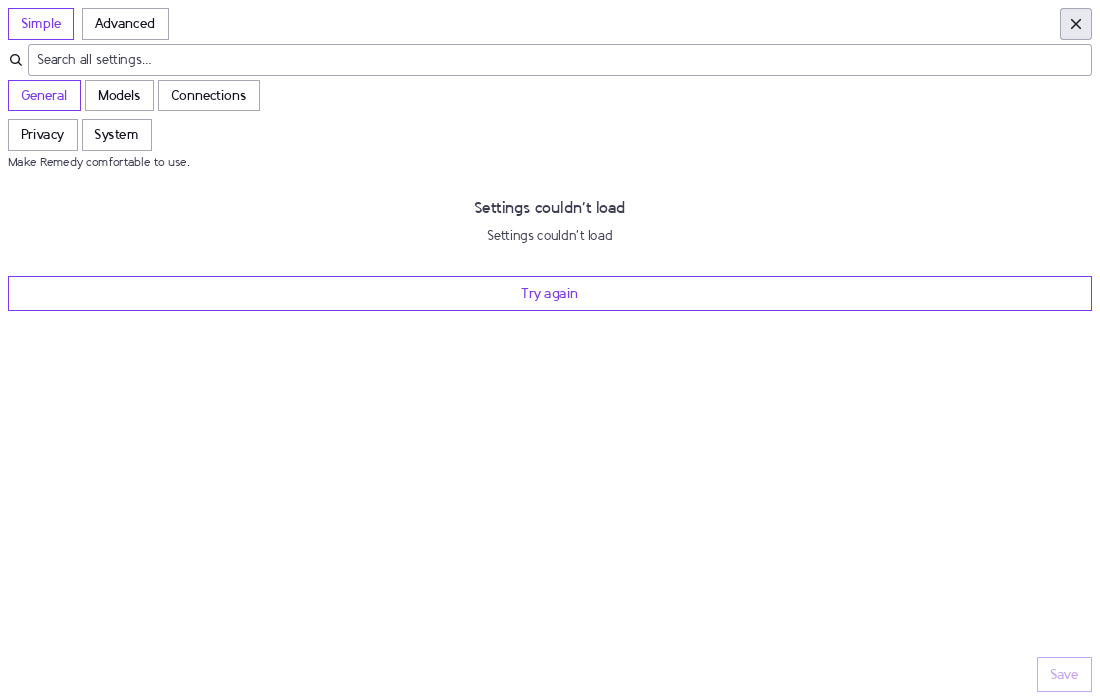 Simple Advanced
Search all settings...
General Models Connections
Privacy System
Make Remedy comfortable to use.
Settings couldn't load
Settings couldn't load
Try again
Save